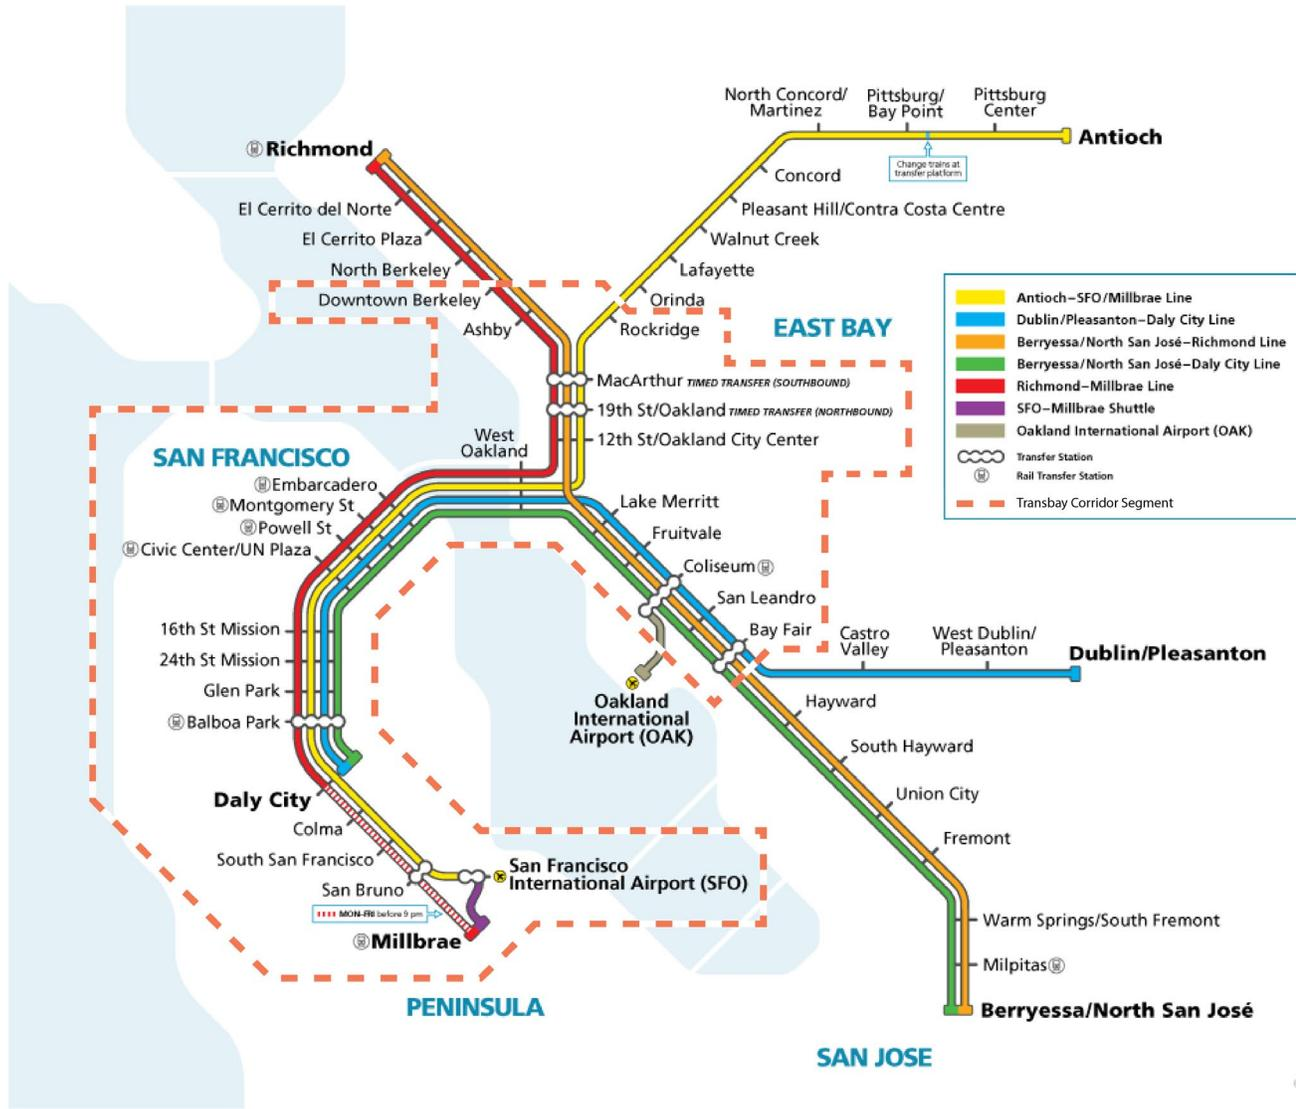 North Concord/
Martinez
Pittsburg/
Bay Point
Pittsburg
Center
Antioch
Change trains at
transfer platform
Richmond
Concord
El Cerrito del Norte
Pleasant Hill/Contra Costa Centre
El Cerrito Plaza
Walnut Creek
North Berkeley
Lafayette
Downtown Berkeley
Orinda
Ashby
Rockridge
EAST BAY
Antioch–SFO/Millbrae Line
Dublin/Pleasanton–Daly City Line
Berryessa/North San José–Richmond Line
Berryessa/North San José–Daly City Line
Richmond–Millbrae Line
SFO–Millbrae Shuttle
Oakland International Airport (OAK)
Transfer Station
Rail Transfer Station
Transbay Corridor Segment
MacArthur TIMED TRANSFER (SOUTHBOUND)
19th St/Oakland TIMED TRANSFER (NORTHBOUND)
12th St/Oakland City Center
West
Oakland
SAN FRANCISCO
Embarcadero
Montgomery St
Powell St
Civic Center/UN Plaza
Lake Merritt
Fruitvale
Coliseum
San Leandro
Bay Fair
Castro
Valley
West Dublin/
Pleasanton
Dublin/Pleasanton
16th St Mission
24th St Mission
Glen Park
Balboa Park
Oakland
International
Airport (OAK)
Hayward
South Hayward
Union City
Fremont
Daly City
Colma
South San Francisco
San Bruno
San Francisco
International Airport (SFO)
MON-FRI before 9 pm
Millbrae
Warm Springs/South Fremont
Milpitas
Berryessa/North San José
PENINSULA
SAN JOSE